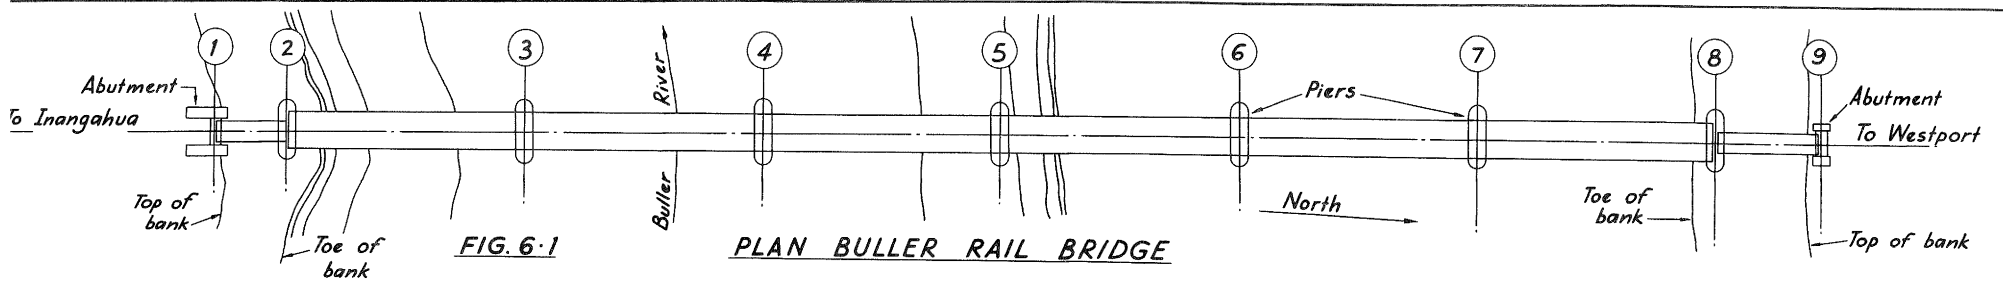 1
2
3
4
5
6
7
8
9
Abutment
To Inangahua
River
Buller
Piers
Abutment
To Westport
Top of
bank
Toe of
bank
North
Toe of
bank
Top of bank
FIG. 6·1
PLAN BULLER RAIL BRIDGE